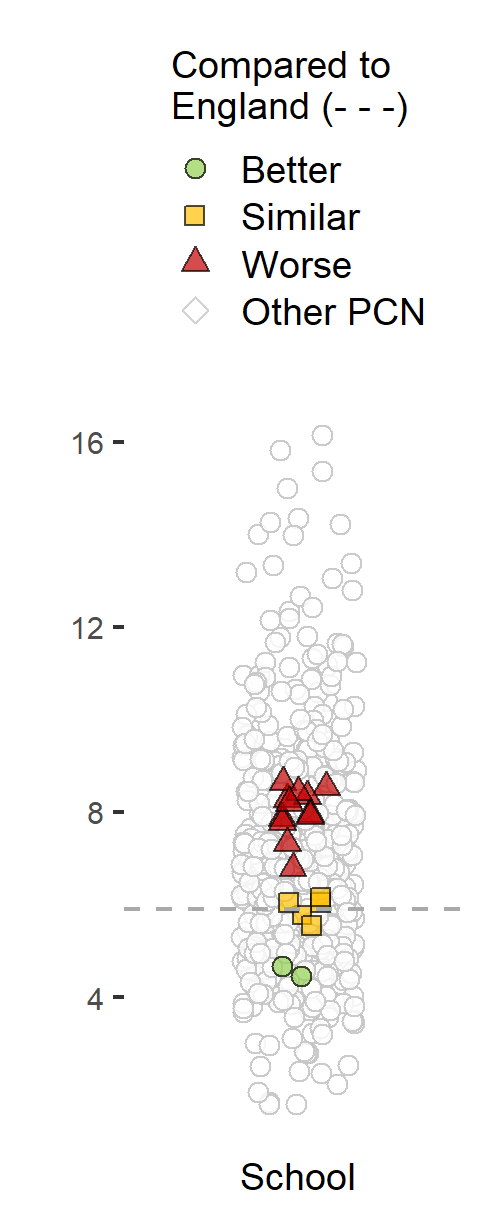 Compared to
England (- - -)
Better
Similar
Worse
Other PCN
16
12
8
4
School